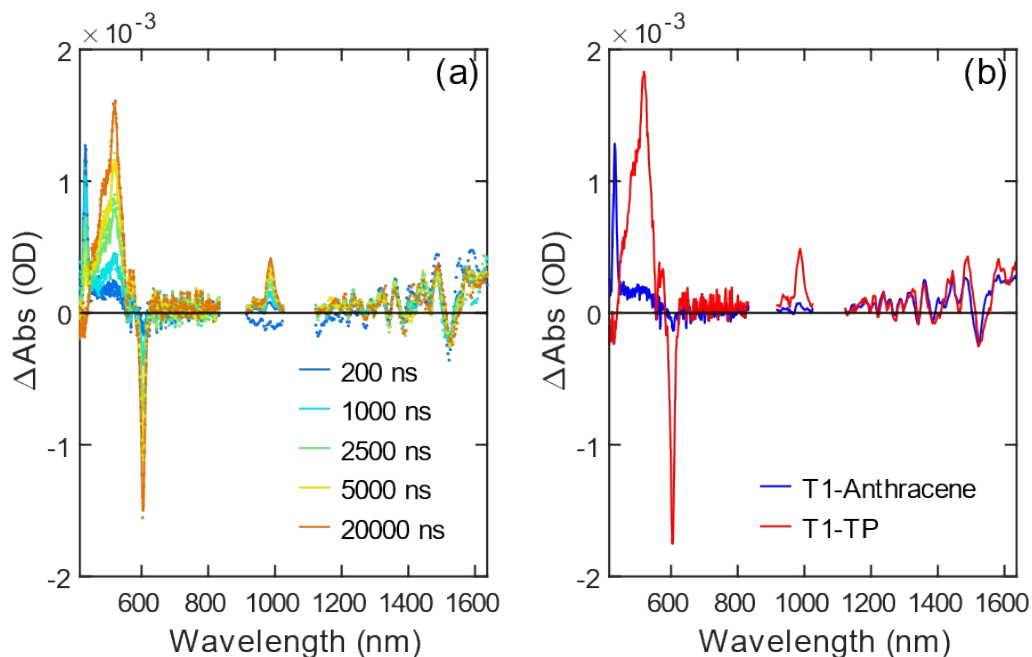 × 10⁻³
2
1
0
-1
-2
ΔAbs (OD)
(a)
200 ns
1000 ns
2500 ns
5000 ns
20000 ns
600 800 1000 1200 1400 1600
Wavelength (nm)
× 10⁻³
2
1
0
-1
-2
ΔAbs (OD)
(b)
T1-Anthracene
T1-TP
600 800 1000 1200 1400 1600
Wavelength (nm)